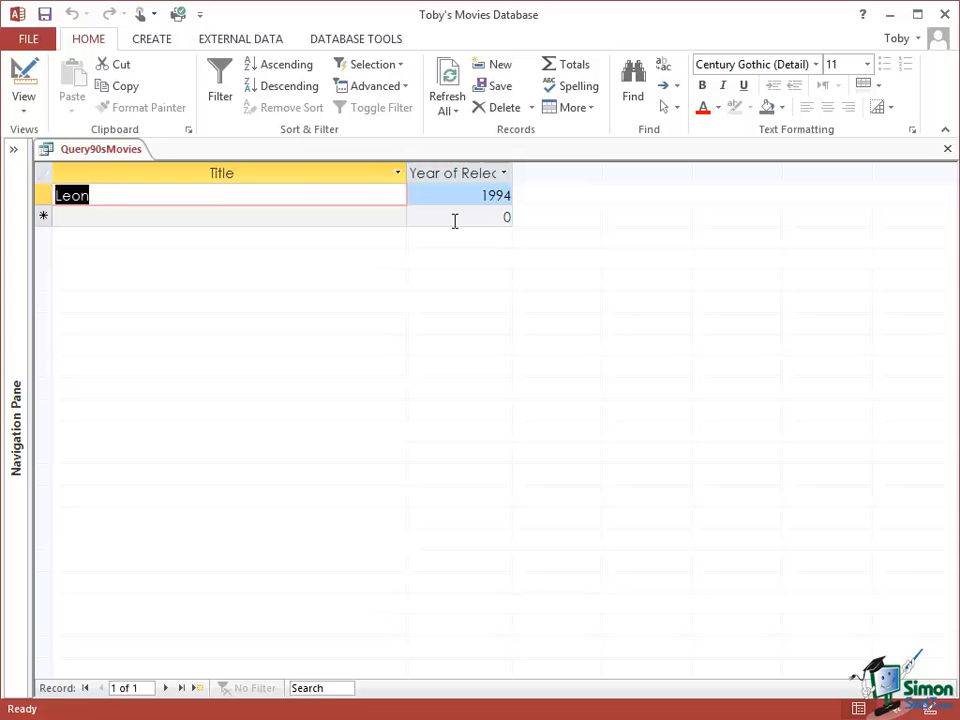 Toby's Movies Database
?
Toby
FILE HOME CREATE EXTERNAL DATA DATABASE TOOLS
View
Views
Paste
Cut
Copy
Format Painter
Clipboard
Filter
Ascending
Descending
Remove Sort
Selection
Advanced
Toggle Filter
Sort & Filter
Refresh
All
New
Save
Delete
Totals
Spelling
More
Records
Find
Find
Century Gothic (Detail) 11
B I U
A
Text Formatting
Query90sMovies
Title Year of Relec
Leon 1994
* 0
Navigation Pane
Record: 1 of 1 No Filter Search
Ready
Simon